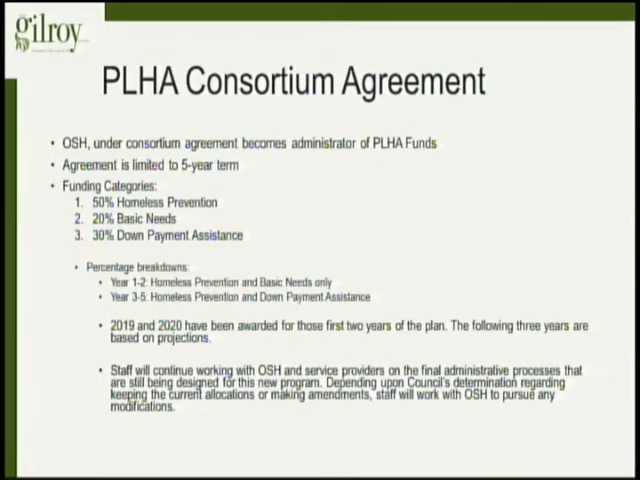 gilroy
PLHA Consortium Agreement
• OSH, under consortium agreement becomes administrator of PLHA Funds
• Agreement is limited to 5-year term
• Funding Categories:
1. 50% Homeless Prevention
2. 20% Basic Needs
3. 30% Down Payment Assistance
• Percentage breakdowns:
• Year 1-2: Homeless Prevention and Basic Needs only
• Year 3-5: Homeless Prevention and Down Payment Assistance
• 2019 and 2020 have been awarded for those first two years of the plan. The following three years are
based on projections.
• Staff will continue working with OSH and service providers on the final administrative processes that
are still being designed for this new program. Depending upon Council's determination regarding
keeping the current allocations or making amendments, staff will work with OSH to pursue any
modifications.